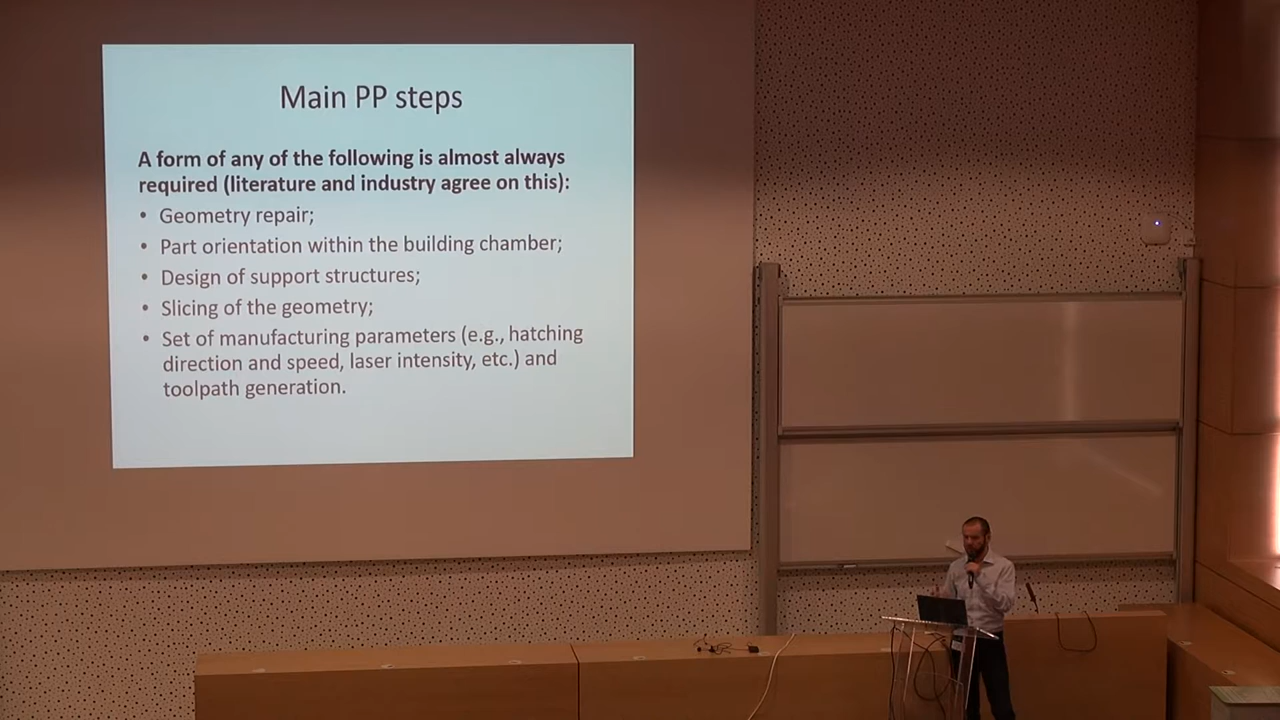 Main PP steps
A form of any of the following is almost always
required (literature and industry agree on this):
• Geometry repair;
• Part orientation within the building chamber;
• Design of support structures;
• Slicing of the geometry;
• Set of manufacturing parameters (e.g., hatching
direction and speed, laser intensity, etc.) and
toolpath generation.